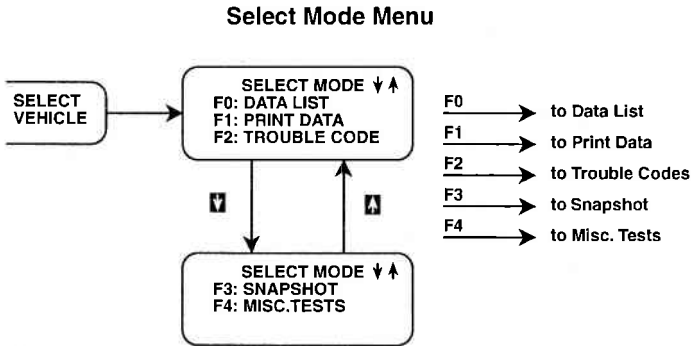 Select Mode Menu
SELECT
VEHICLE
SELECT MODE ↓↑
F0: DATA LIST
F1: PRINT DATA
F2: TROUBLE CODE
SELECT MODE ↓↑
F3: SNAPSHOT
F4: MISC.TESTS
F0 to Data List
F1 to Print Data
F2 to Trouble Codes
F3 to Snapshot
F4 to Misc. Tests